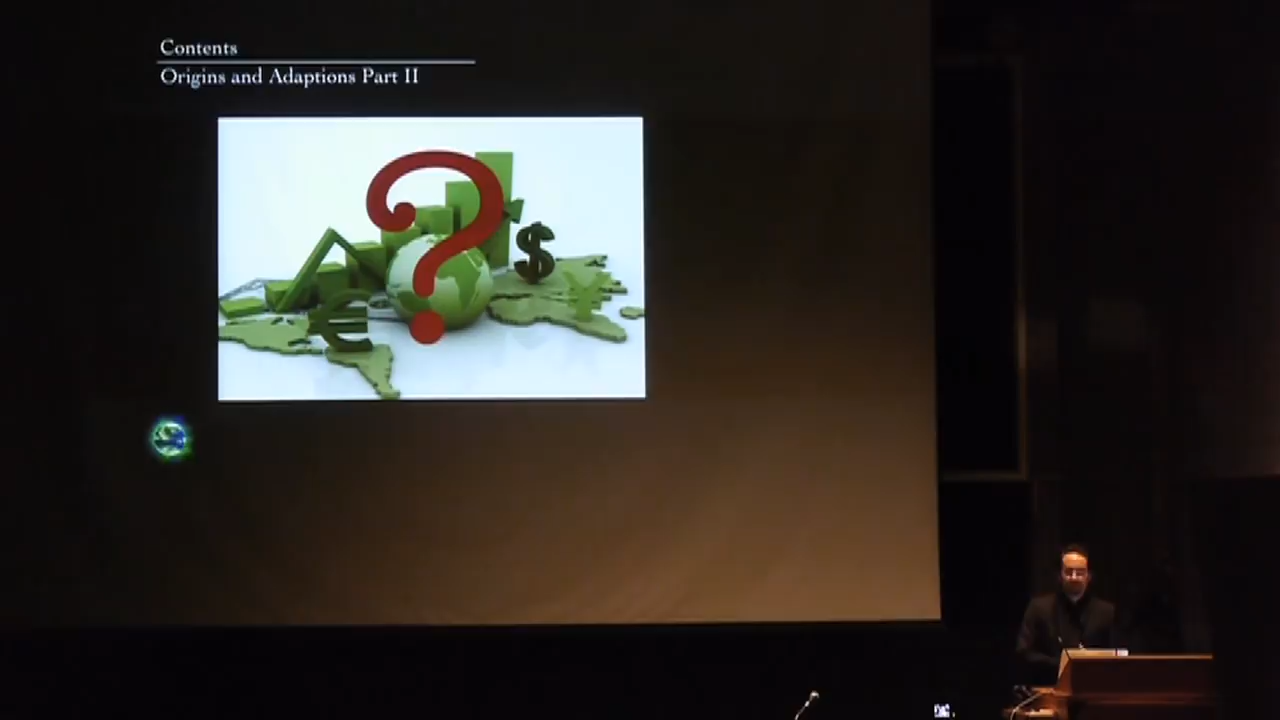 Contents
Origins and Adaptions Part II
?
$
€
¥